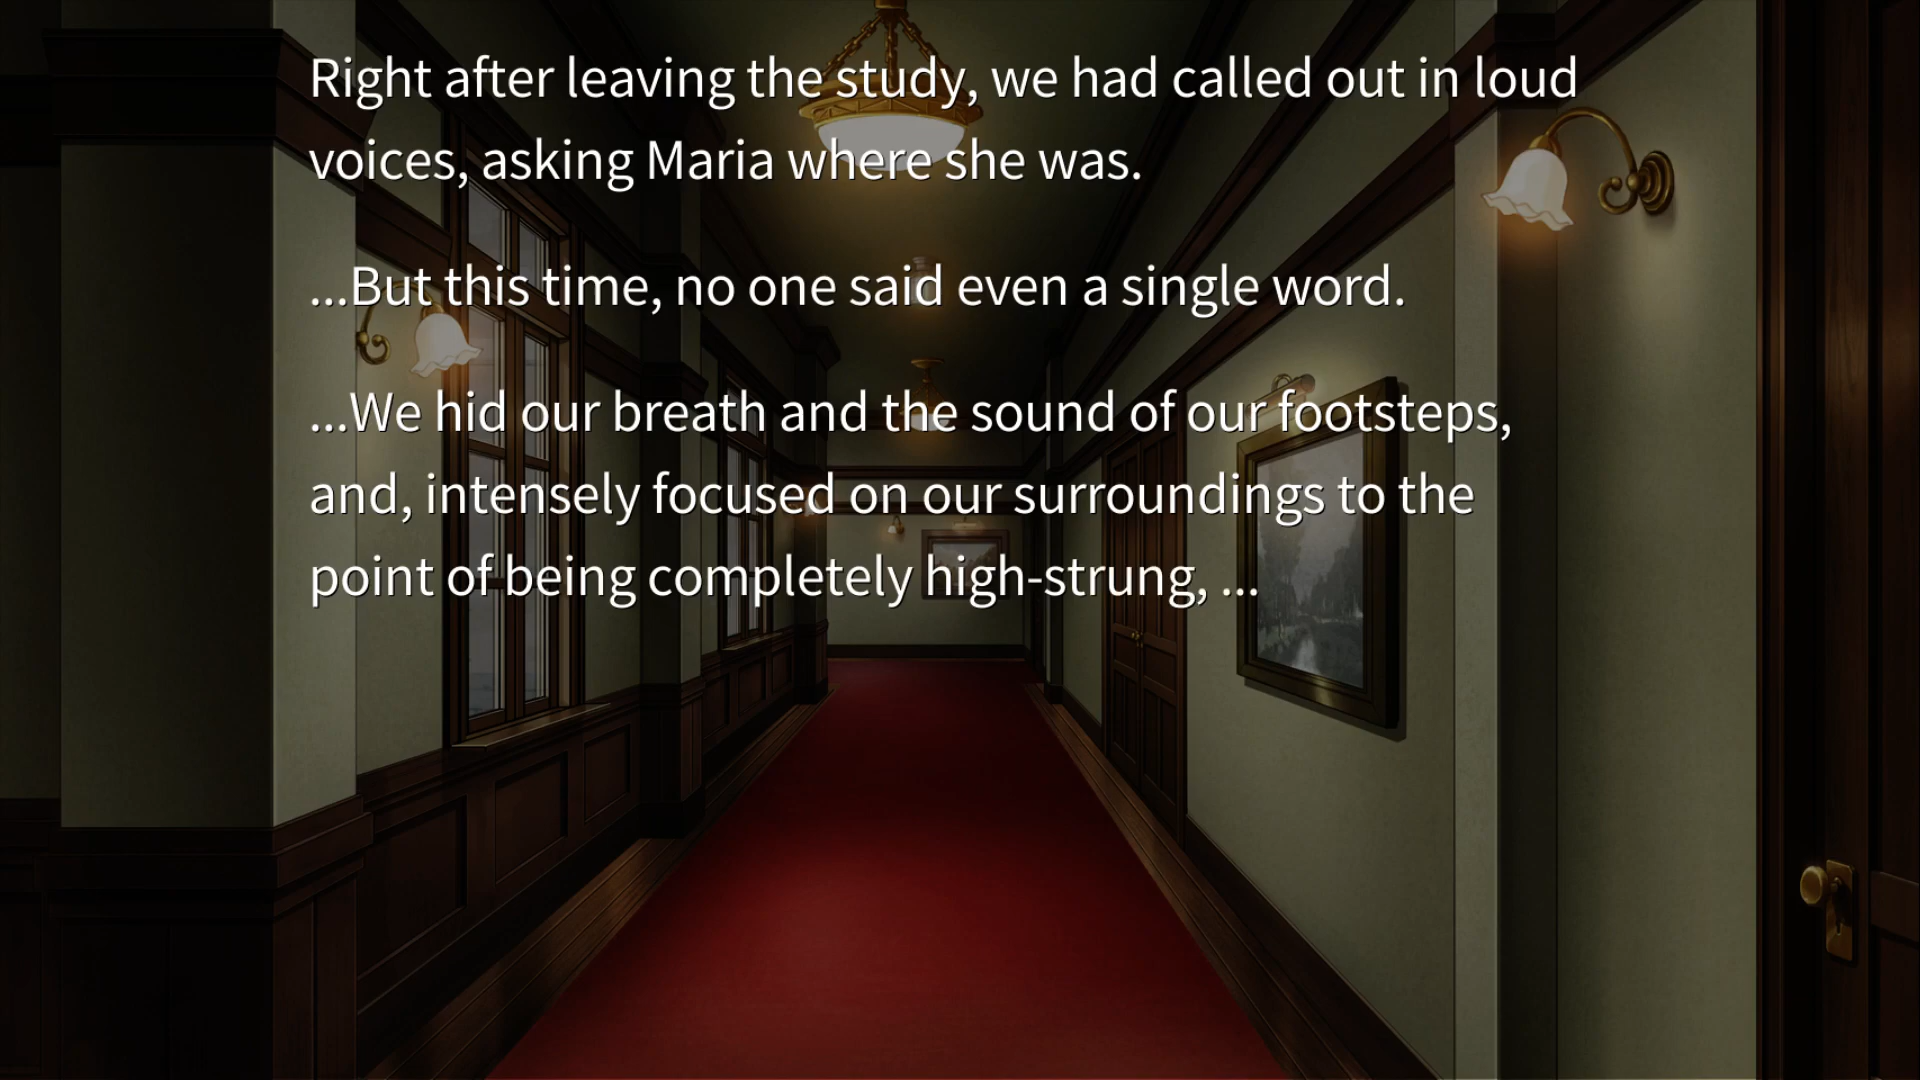 Right after leaving the study, we had called out in loud
voices, asking Maria where she was.
...But this time, no one said even a single word.
...We hid our breath and the sound of our footsteps,
and, intensely focused on our surroundings to the
point of being completely high-strung, ...